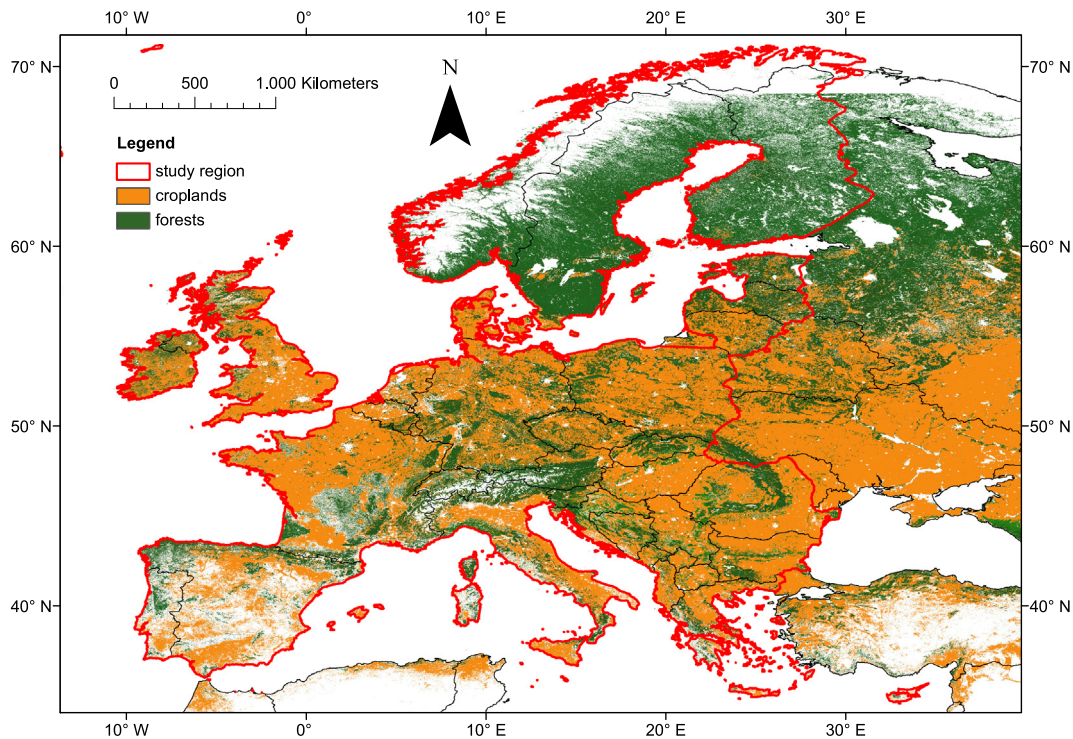 10° W 0° 10° E 20° E 30° E
70° N 70° N
0 500 1.000 Kilometers
N
Legend
study region
croplands
forests
60° N 60° N
50° N 50° N
40° N 40° N
10° W 0° 10° E 20° E 30° E